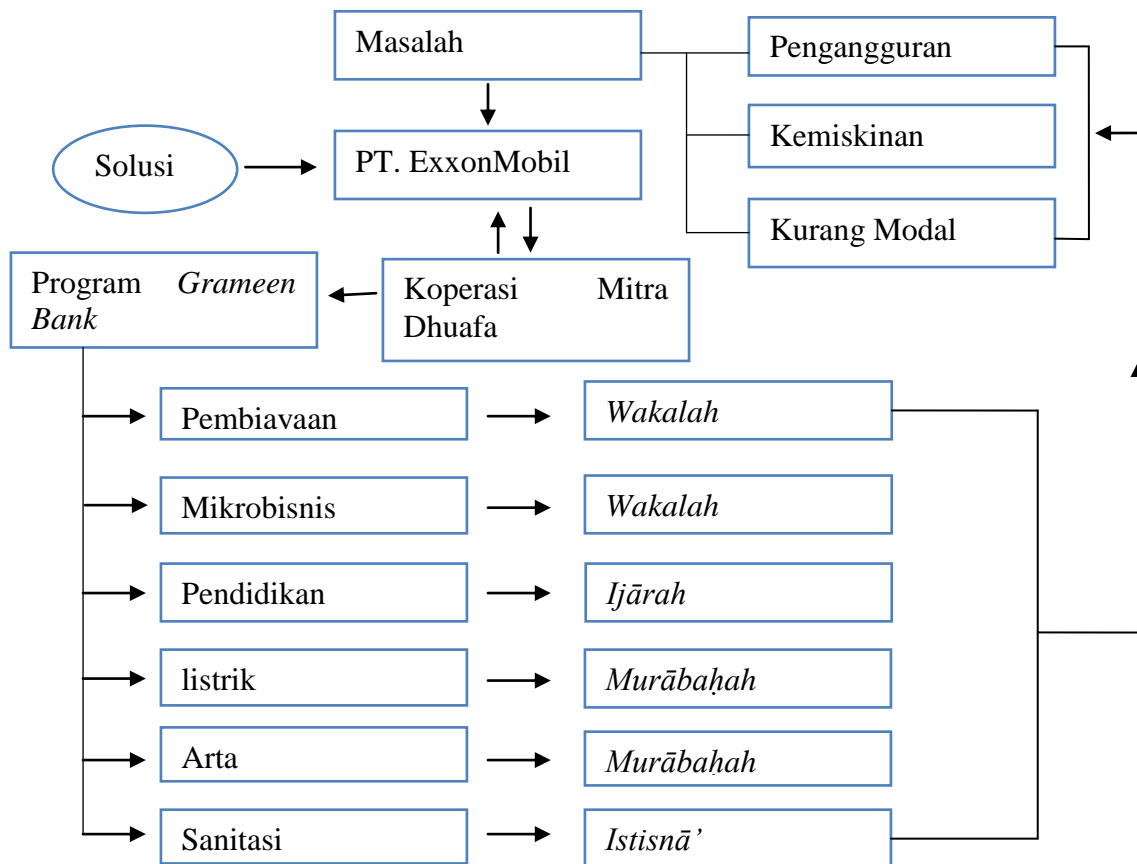 Masalah
Pengangguran
Kemiskinan
Solusi
PT. ExxonMobil
Kurang Modal
Program Grameen
Bank
Koperasi Mitra
Dhuafa
Pembiavaan
Wakalah
Mikrobisnis
Wakalah
Pendidikan
Ijārah
listrik
Murābaḥah
Arta
Murābaḥah
Sanitasi
Istisnā’